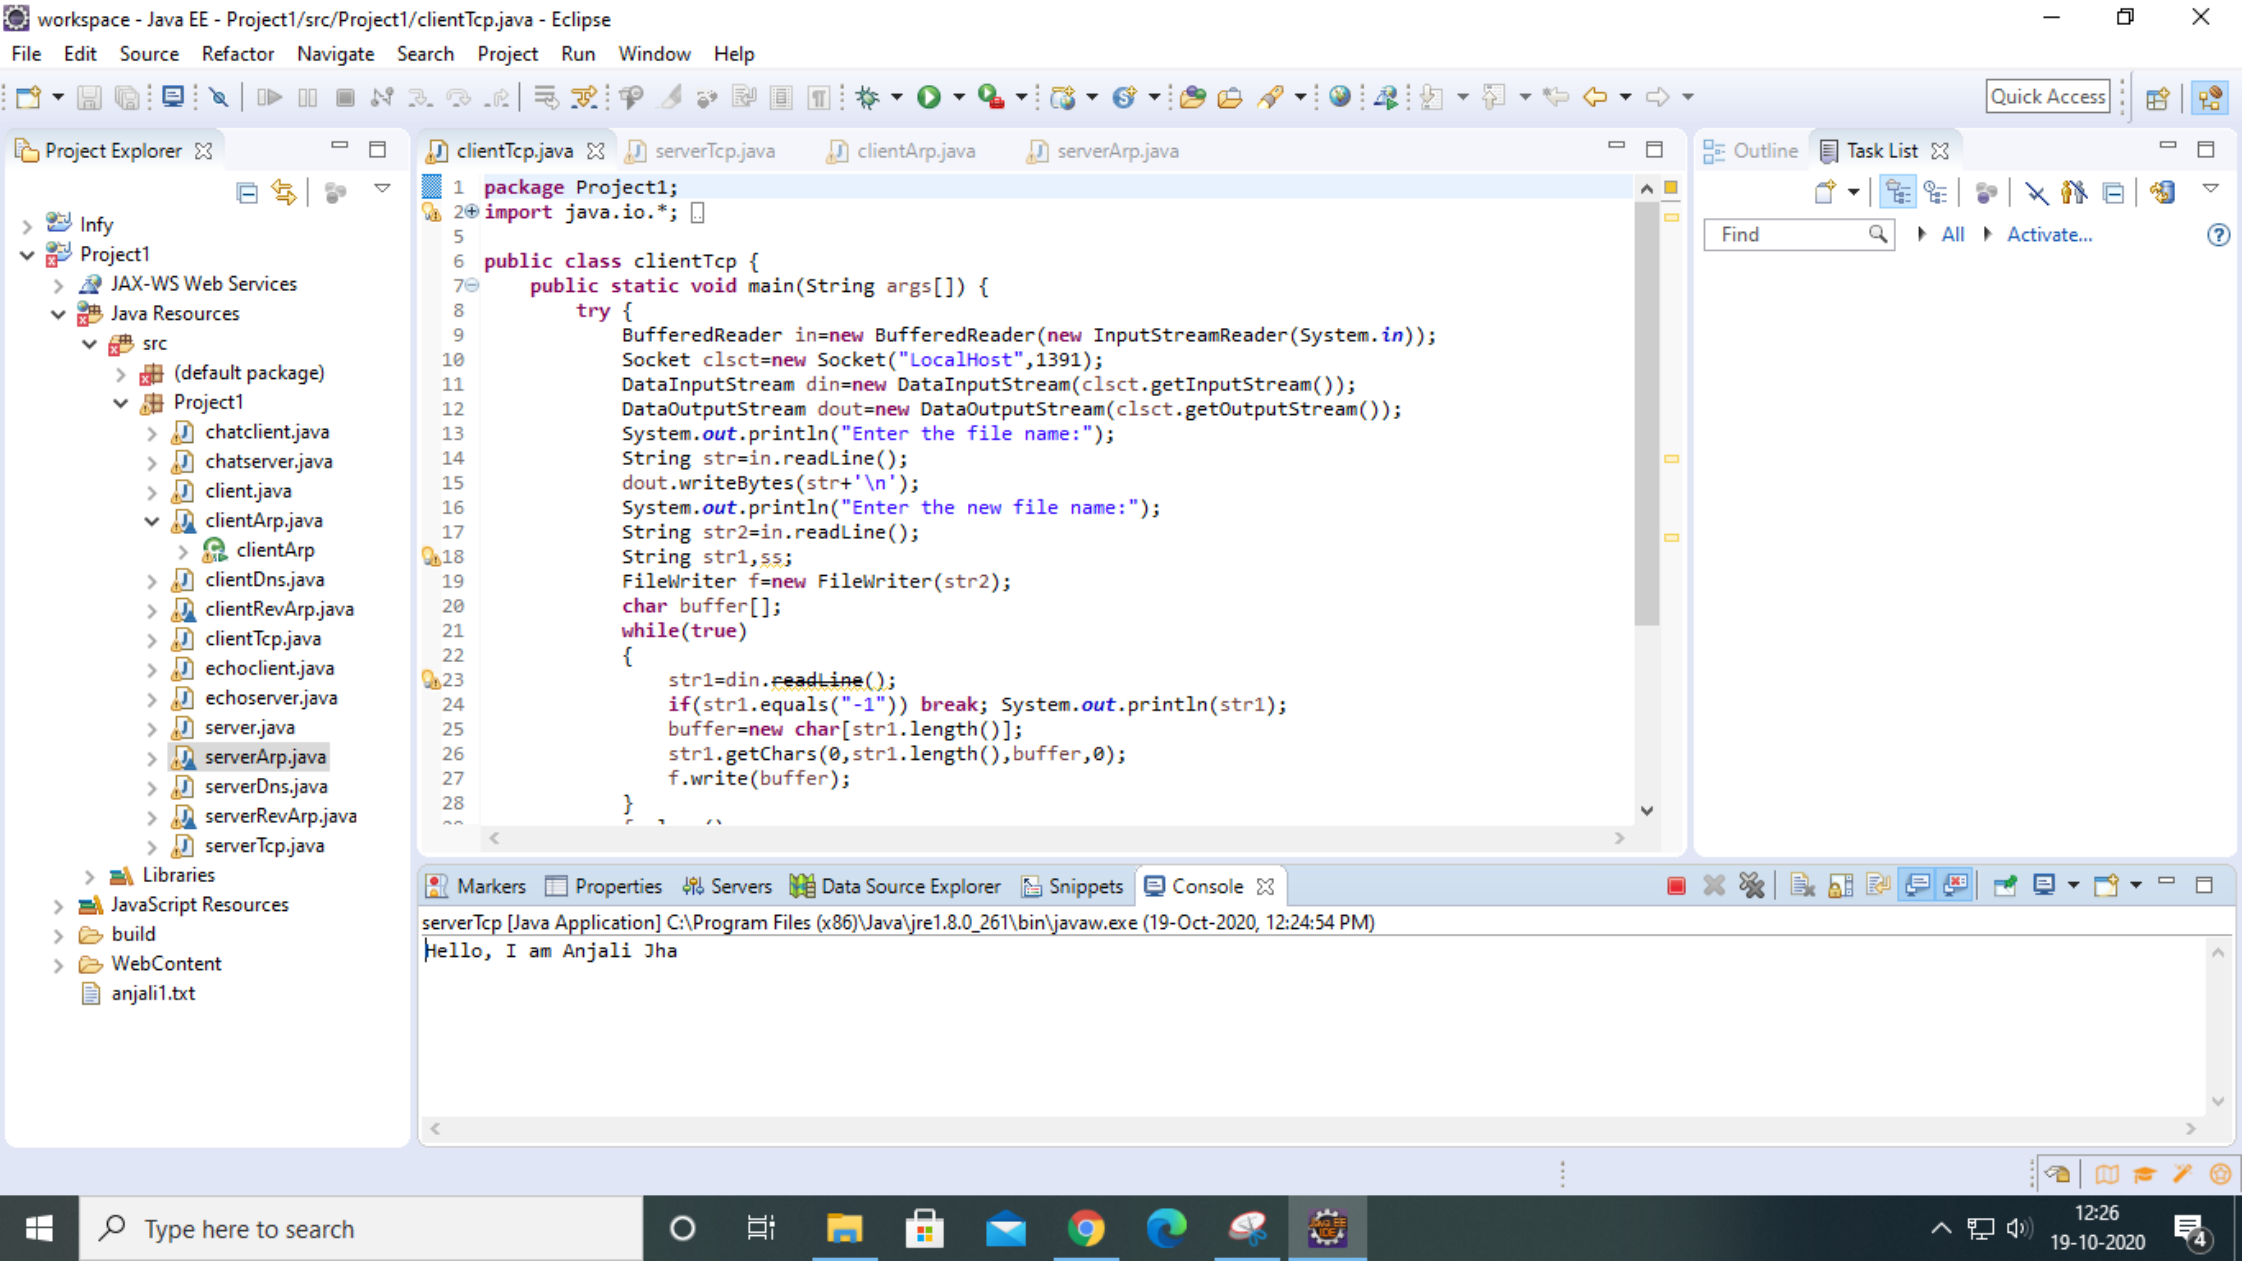 workspace - Java EE - Project1/src/Project1/clientTcp.java - Eclipse
File Edit Source Refactor Navigate Search Project Run Window Help
Quick Access
Project Explorer
Infy
Project1
JAX-WS Web Services
Java Resources
src
(default package)
Project1
chatclient.java
chatserver.java
client.java
clientArp.java
clientArp
clientDns.java
clientRevArp.java
clientTcp.java
echoclient.java
echoserver.java
server.java
serverArp.java
serverDns.java
serverRevArp.java
serverTcp.java
Libraries
JavaScript Resources
build
WebContent
anjali1.txt
clientTcp.java serverTcp.java clientArp.java serverArp.java
1 package Project1;
2 import java.io.*;
5
6 public class clientTcp {
7 public static void main(String args[]) {
8 try {
9 BufferedReader in=new BufferedReader(new InputStreamReader(System.in));
10 Socket clsct=new Socket("LocalHost",1391);
11 DataInputStream din=new DataInputStream(clsct.getInputStream());
12 DataOutputStream dout=new DataOutputStream(clsct.getOutputStream());
13 System.out.println("Enter the file name:");
14 String str=in.readLine();
15 dout.writeBytes(str+'\n');
16 System.out.println("Enter the new file name:");
17 String str2=in.readLine();
18 String str1,ss;
19 FileWriter f=new FileWriter(str2);
20 char buffer[];
21 while(true)
22 {
23 str1=din.readLine();
24 if(str1.equals("-1")) break; System.out.println(str1);
25 buffer=new char[str1.length()];
26 str1.getChars(0,str1.length(),buffer,0);
27 f.write(buffer);
28 }
Outline Task List
Find All Activate...
Markers Properties Servers Data Source Explorer Snippets Console
serverTcp [Java Application] C:\Program Files (x86)\Java\jre1.8.0_261\bin\javaw.exe (19-Oct-2020, 12:24:54 PM)
Hello, I am Anjali Jha
Type here to search
Java EE
IDE
12:26
19-10-2020
4